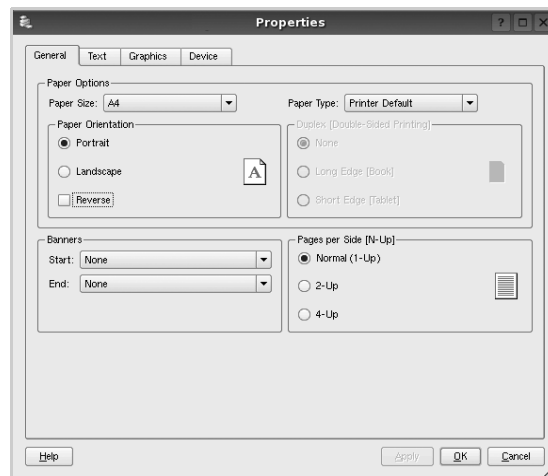 Properties
General Text Graphics Device
Paper Options
Paper Size: A4
Paper Type: Printer Default
Paper Orientation
Portrait
Landscape
Reverse
A
Duplex [Double-Sided Printing]
None
Long Edge [Book]
Short Edge [Tablet]
Banners
Start: None
End: None
Pages per Side [N-Up]
Normal (1-Up)
2-Up
4-Up
Help Apply OK Cancel